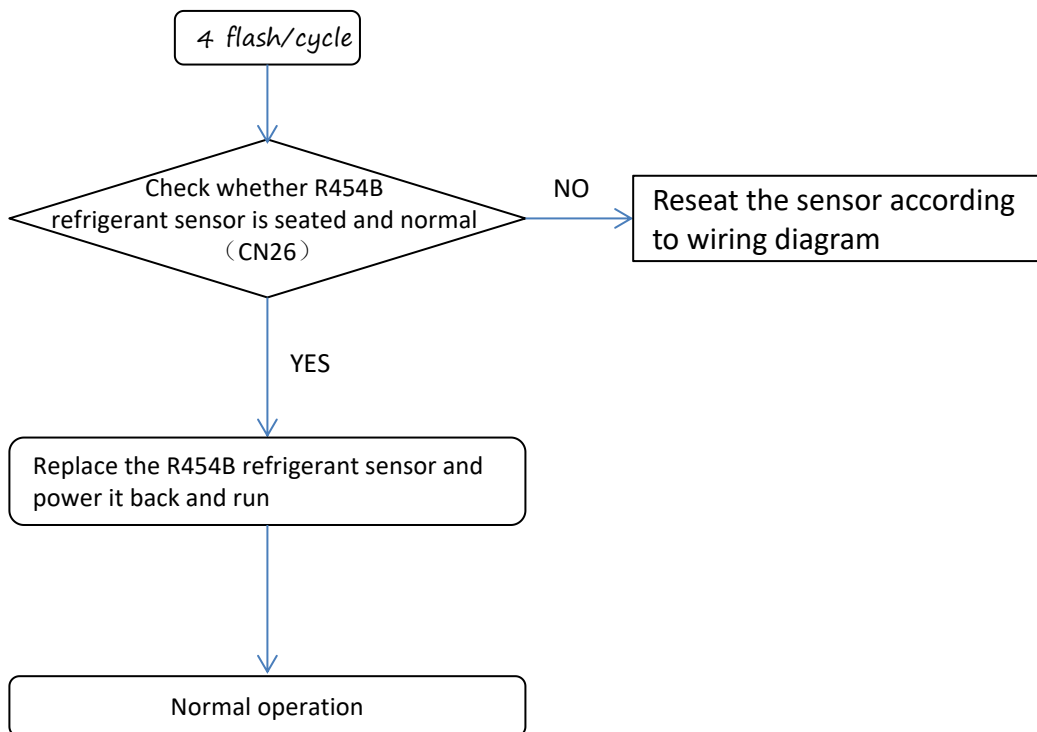 4 flash/cycle
Check whether R454B
refrigerant sensor is seated and normal
（CN26）
NO
Reseat the sensor according
to wiring diagram
YES
Replace the R454B refrigerant sensor and
power it back and run
Normal operation